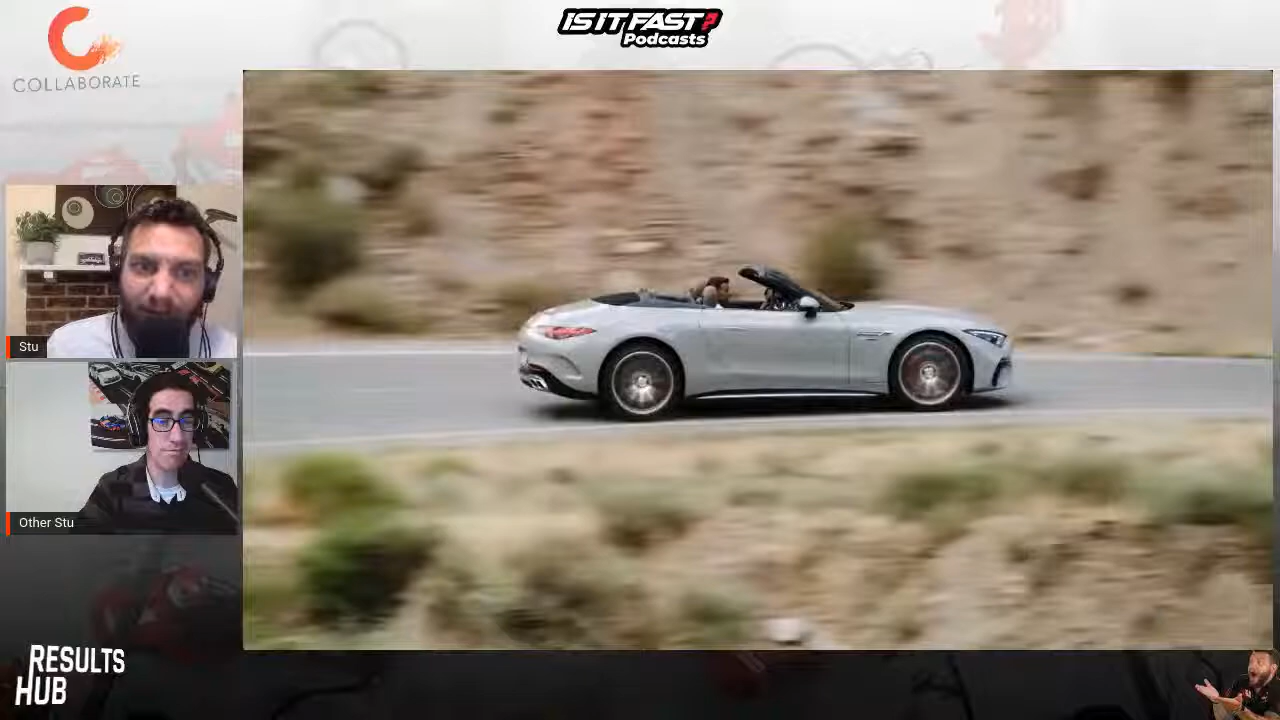 COLLABORATE
IS IT FAST?
Podcasts
Stu
Other Stu
RESULTS
HUB